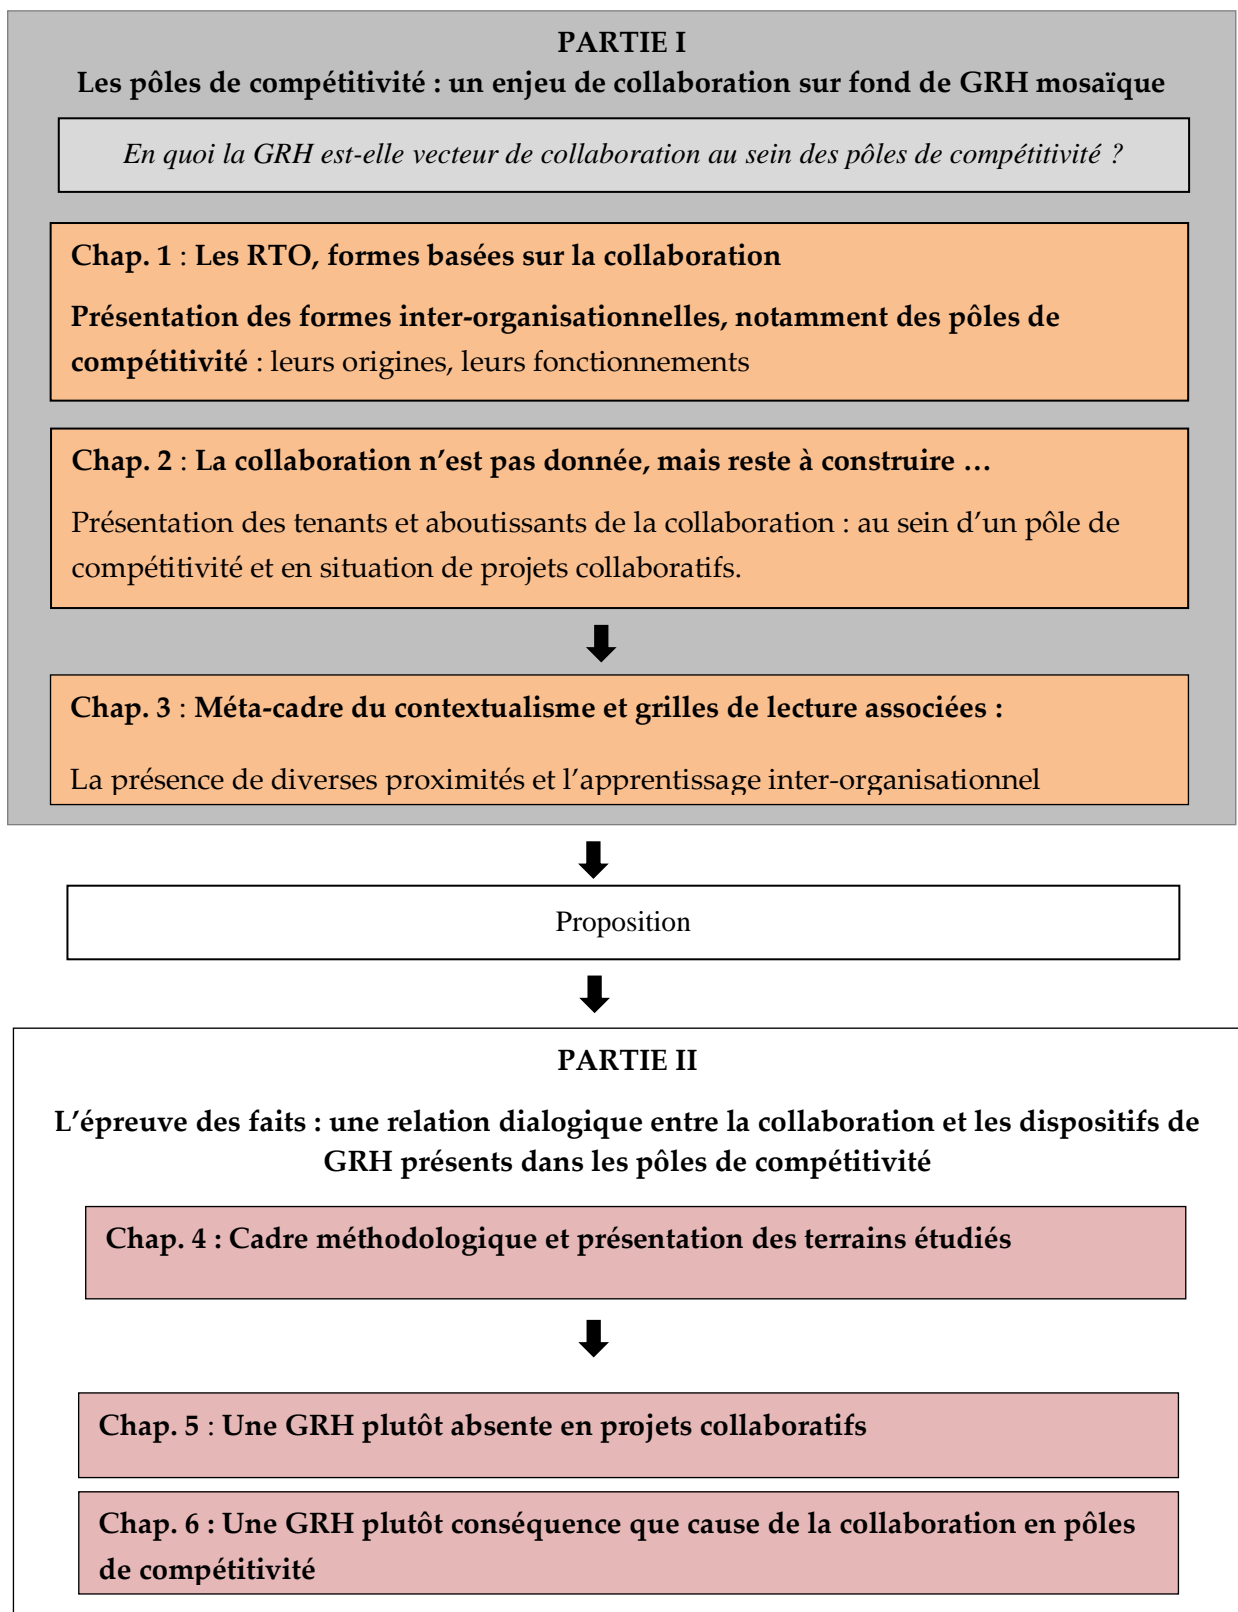 PARTIE I
Les pôles de compétitivité : un enjeu de collaboration sur fond de GRH mosaïque
En quoi la GRH est-elle vecteur de collaboration au sein des pôles de compétitivité ?
Chap. 1 : Les RTO, formes basées sur la collaboration
Présentation des formes inter-organisationnelles, notamment des pôles de
compétitivité : leurs origines, leurs fonctionnements
Chap. 2 : La collaboration n’est pas donnée, mais reste à construire …
Présentation des tenants et aboutissants de la collaboration : au sein d’un pôle de
compétitivité et en situation de projets collaboratifs.
Chap. 3 : Méta-cadre du contextualisme et grilles de lecture associées :
La présence de diverses proximités et l’apprentissage inter-organisationnel
Proposition
PARTIE II
L’épreuve des faits : une relation dialogique entre la collaboration et les dispositifs de
GRH présents dans les pôles de compétitivité
Chap. 4 : Cadre méthodologique et présentation des terrains étudiés
Chap. 5 : Une GRH plutôt absente en projets collaboratifs
Chap. 6 : Une GRH plutôt conséquence que cause de la collaboration en pôles
de compétitivité